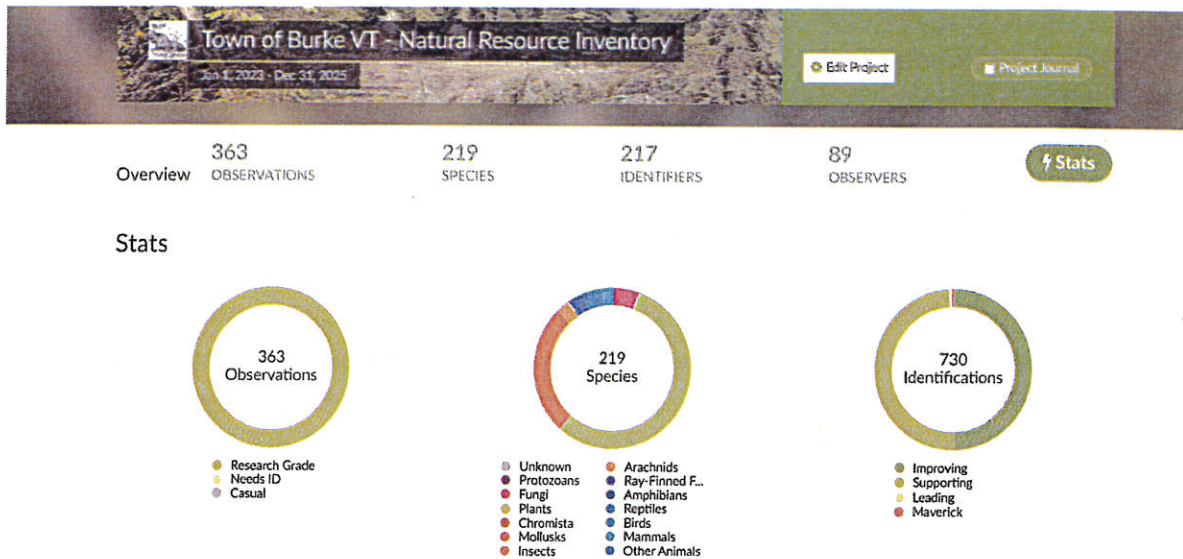 Town of Burke VT - Natural Resource Inventory
Jan 1, 2023 - Dec 31, 2025
Edit Project
Project Journal
Overview
363
OBSERVATIONS
219
SPECIES
217
IDENTIFIERS
89
OBSERVERS
Stats
Stats
363
Observations
Research Grade
Needs ID
Casual
219
Species
Unknown
Protozoans
Fungi
Plants
Chromista
Mollusks
Insects
Arachnids
Ray-Finned F...
Amphibians
Reptiles
Birds
Mammals
Other Animals
730
Identifications
Improving
Supporting
Leading
Maverick